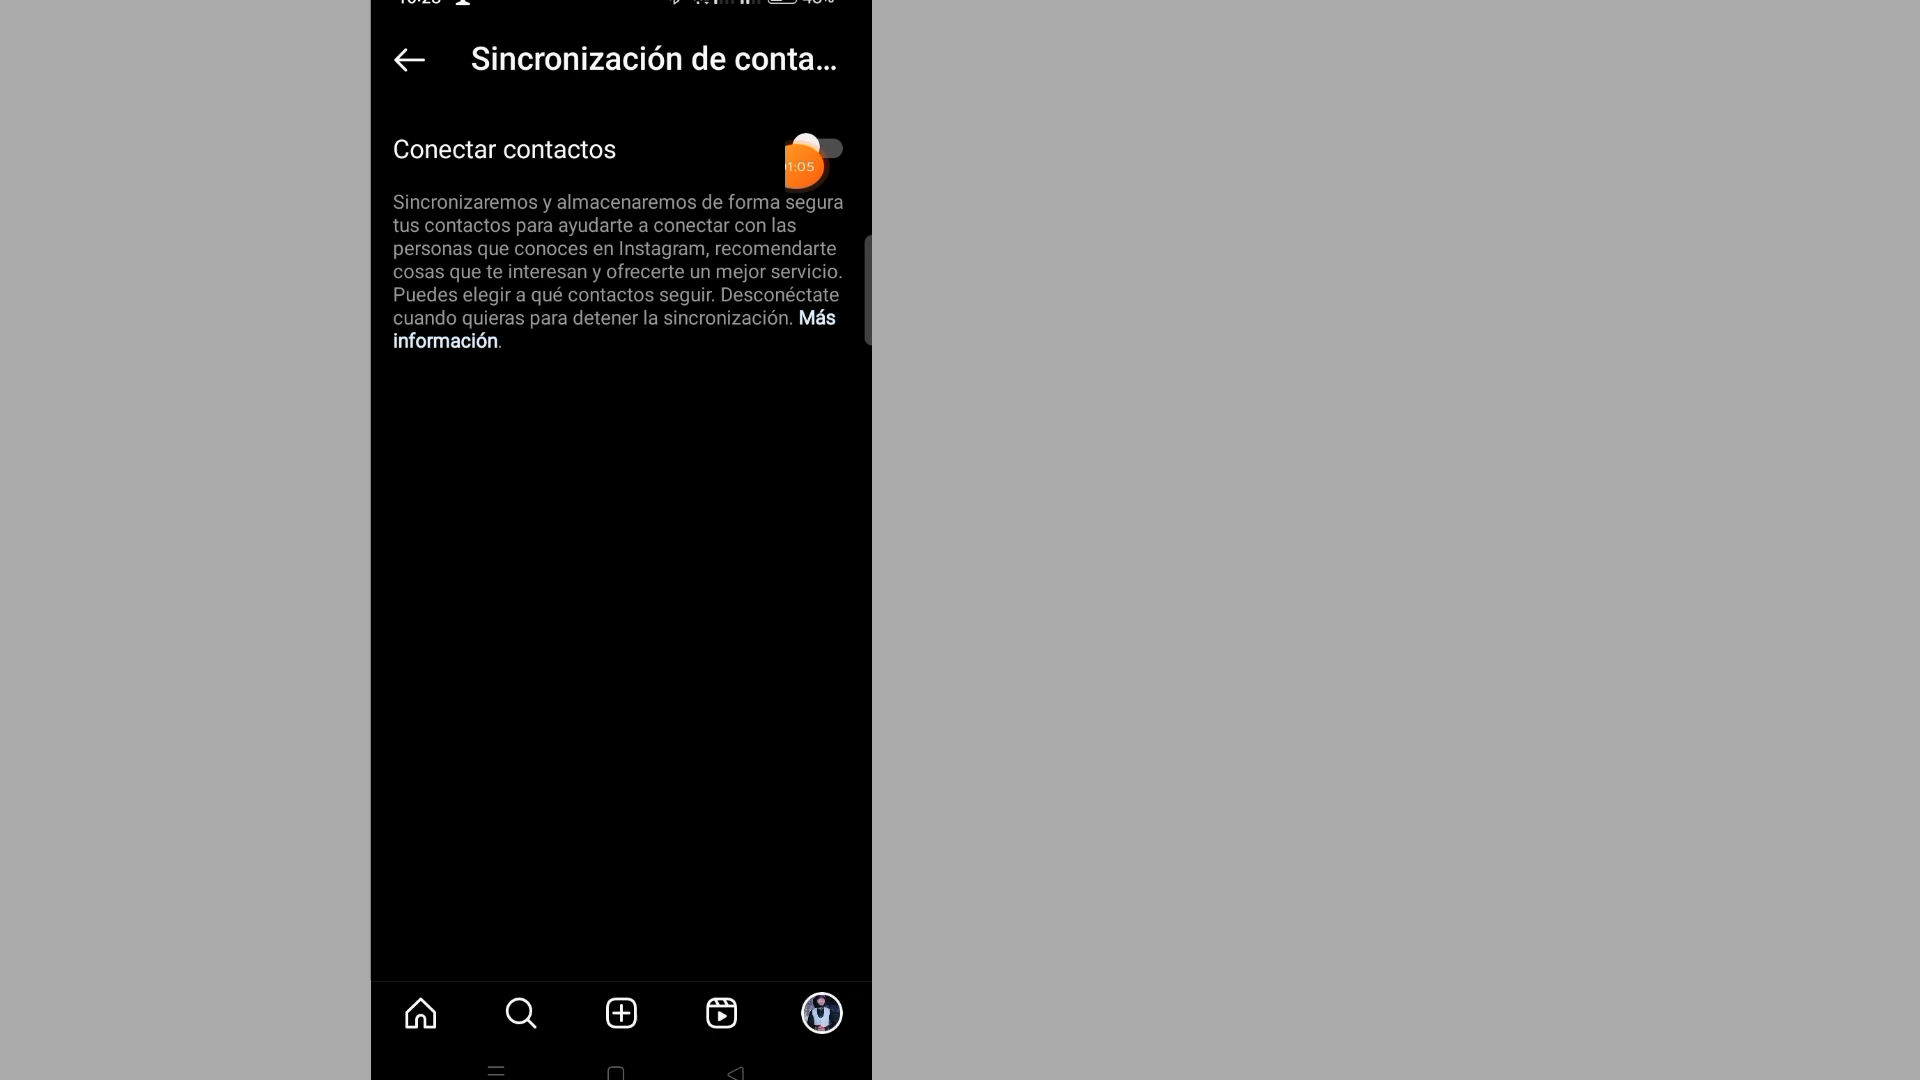 Sincronización de conta...
Conectar contactos
1:05
Sincronizaremos y almacenaremos de forma segura
tus contactos para ayudarte a conectar con las
personas que conoces en Instagram, recomendarte
cosas que te interesan y ofrecerte un mejor servicio.
Puedes elegir a qué contactos seguir. Desconéctate
cuando quieras para detener la sincronización. Más
información.